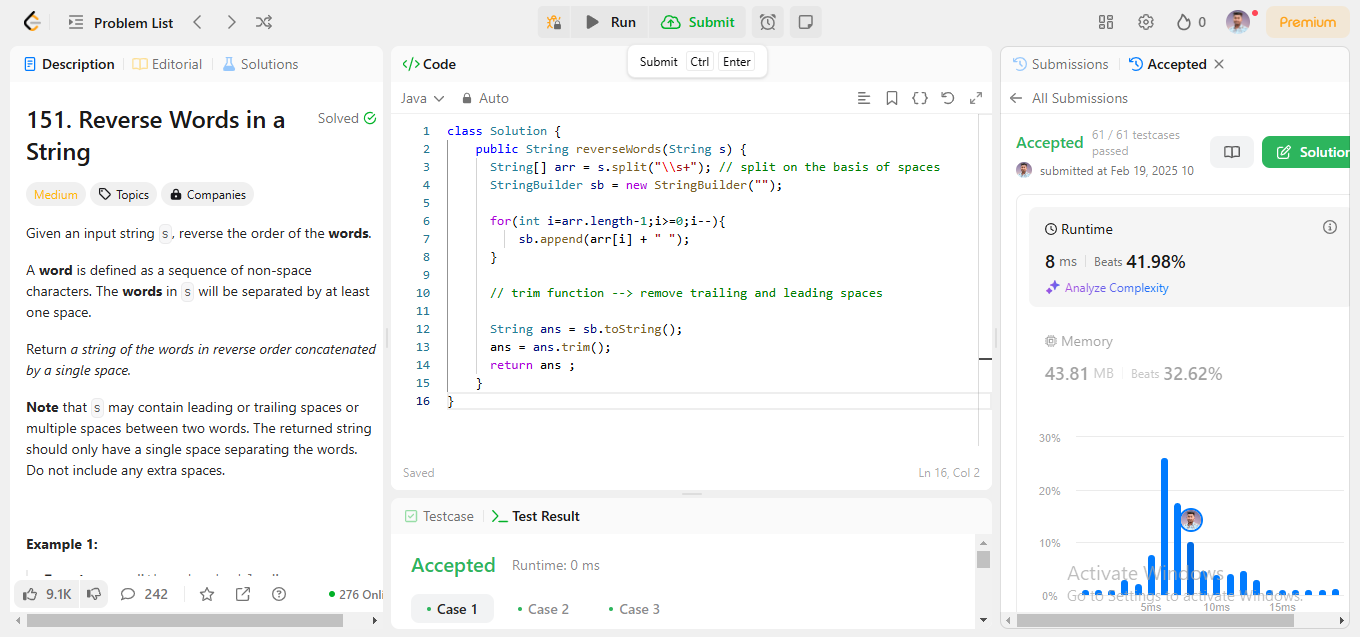 Problem List
Run
Submit
0
Premium
Description
Editorial
Solutions
151. Reverse Words in a
String
Solved
Medium
Topics
Companies
Given an input string s, reverse the order of the words.
A word is defined as a sequence of non-space
characters. The words in s will be separated by at least
one space.
Return a string of the words in reverse order concatenated
by a single space.
Note that s may contain leading or trailing spaces or
multiple spaces between two words. The returned string
should only have a single space separating the words.
Do not include any extra spaces.
Example 1:
9.1K
242
276 Onli
</> Code
Submit Ctrl Enter
Java
Auto
1 class Solution {
2 public String reverseWords(String s) {
3 String[] arr = s.split("\\s+"); // split on the basis of spaces
4 StringBuilder sb = new StringBuilder("");
5
6 for(int i=arr.length-1;i>=0;i--){
7 sb.append(arr[i] + " ");
8 }
9
10 // trim function --> remove trailing and leading spaces
11
12 String ans = sb.toString();
13 ans = ans.trim();
14 return ans ;
15 }
16 }
Saved
Ln 16, Col 2
Testcase
Test Result
Accepted
Runtime: 0 ms
• Case 1
• Case 2
• Case 3
Submissions
Accepted
All Submissions
Accepted
61 / 61 testcases
passed
submitted at Feb 19, 2025 10
Solution
Runtime
8 ms
Beats 41.98%
Analyze Complexity
Memory
43.81 MB
Beats 32.62%
30%
20%
10%
0%
5ms
10ms
15ms
Activate Windows
Go to Settings to activate Windows.